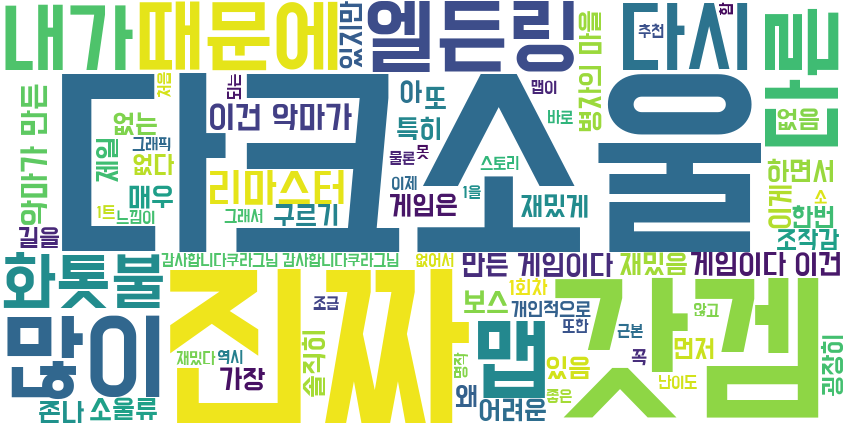 내가
때문에
있지만
엘든링
다시
추천
함
다른
다크소울
처음
되는
맵이
병자의 마을
악마가 만든
없는
이건 악마가
아
또
특히
바로
없음
제일
그래픽
없다
물론
못
스토리
하면서
매우
리마스터
이제
1을
이게
소
1트
느낌이
그래서
구르기
게임은
재밌게
한번
길을
조작감
감사합니다쿠라그님 감사합니다쿠라그님
없어서
만든 게임이다
재밌음
게임이다 이건
화톳불
진짜
갓겜
많이
조금
보스
1회차
개인적으로
않고
맵
또한
근본
굉장히
재밌다
역시
솔직히
명작
있음
꼭
먼저
가장
왜
난이도
존나
소울류
어려운
좋은